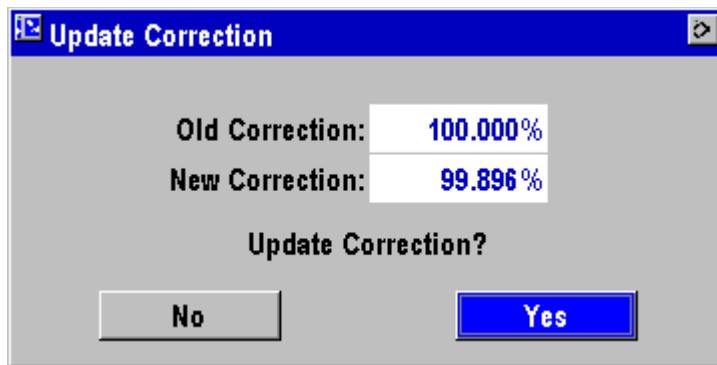 Update Correction
Old Correction: 100.000%
New Correction: 99.896%
Update Correction?
No Yes